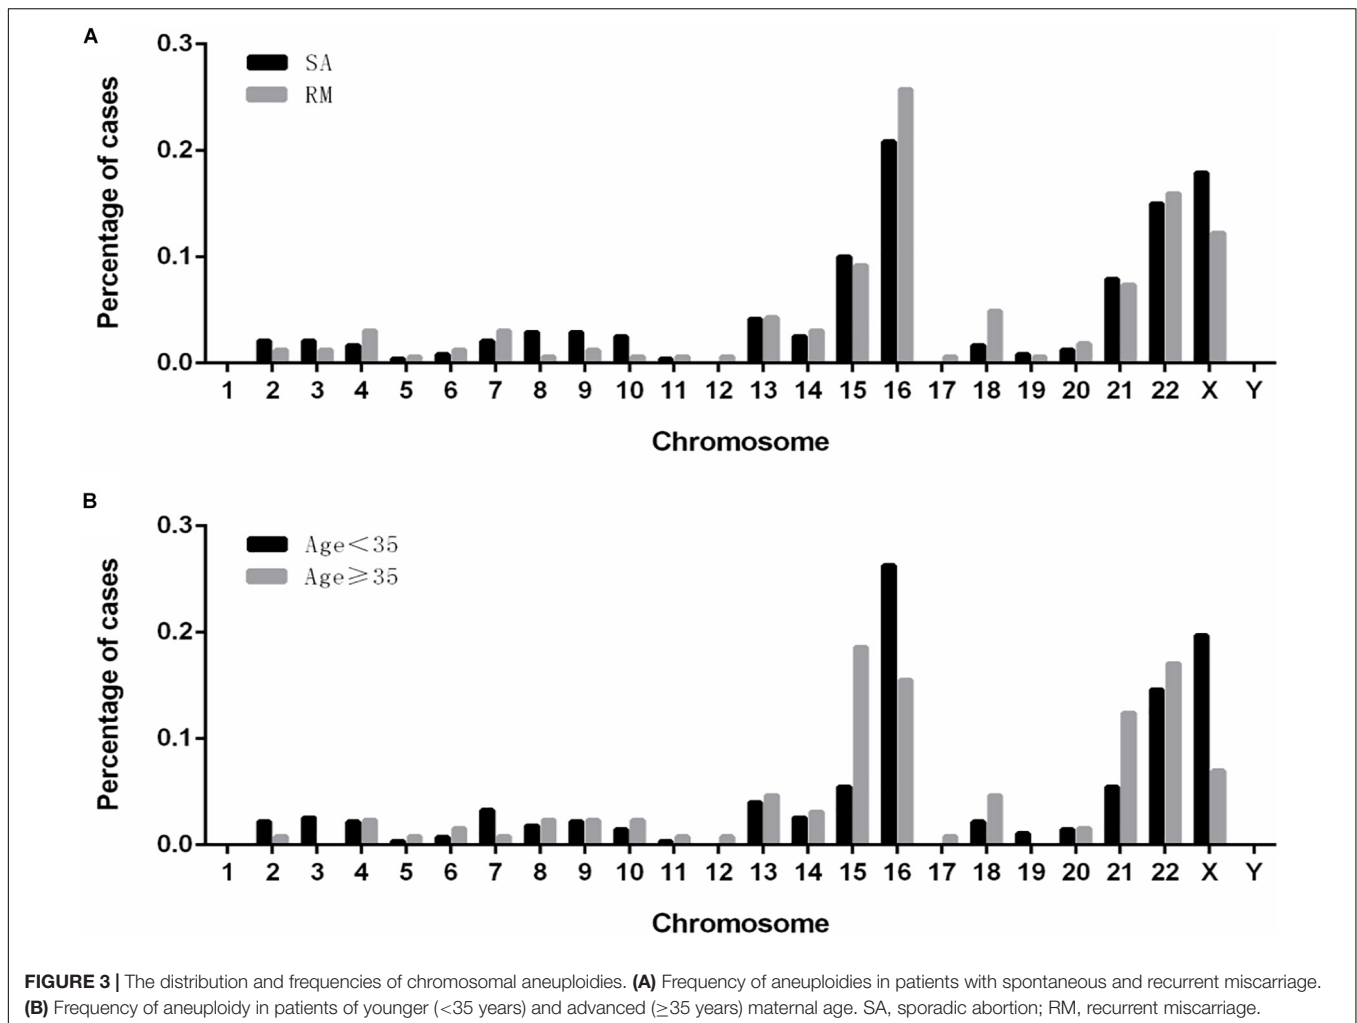 A
0.3
SA
RM
0.2
0.1
0.0
Percentage of cases
1 2 3 4 5 6 7 8 9 10 11 12 13 14 15 16 17 18 19 20 21 22 X Y
Chromosome
B
0.3
Age<35
Age≥35
0.2
0.1
0.0
Percentage of cases
1 2 3 4 5 6 7 8 9 10 11 12 13 14 15 16 17 18 19 20 21 22 X Y
Chromosome
FIGURE 3 | The distribution and frequencies of chromosomal aneuploidies. (A) Frequency of aneuploidies in patients with spontaneous and recurrent miscarriage.
(B) Frequency of aneuploidy in patients of younger (<35 years) and advanced (≥35 years) maternal age. SA, sporadic abortion; RM, recurrent miscarriage.